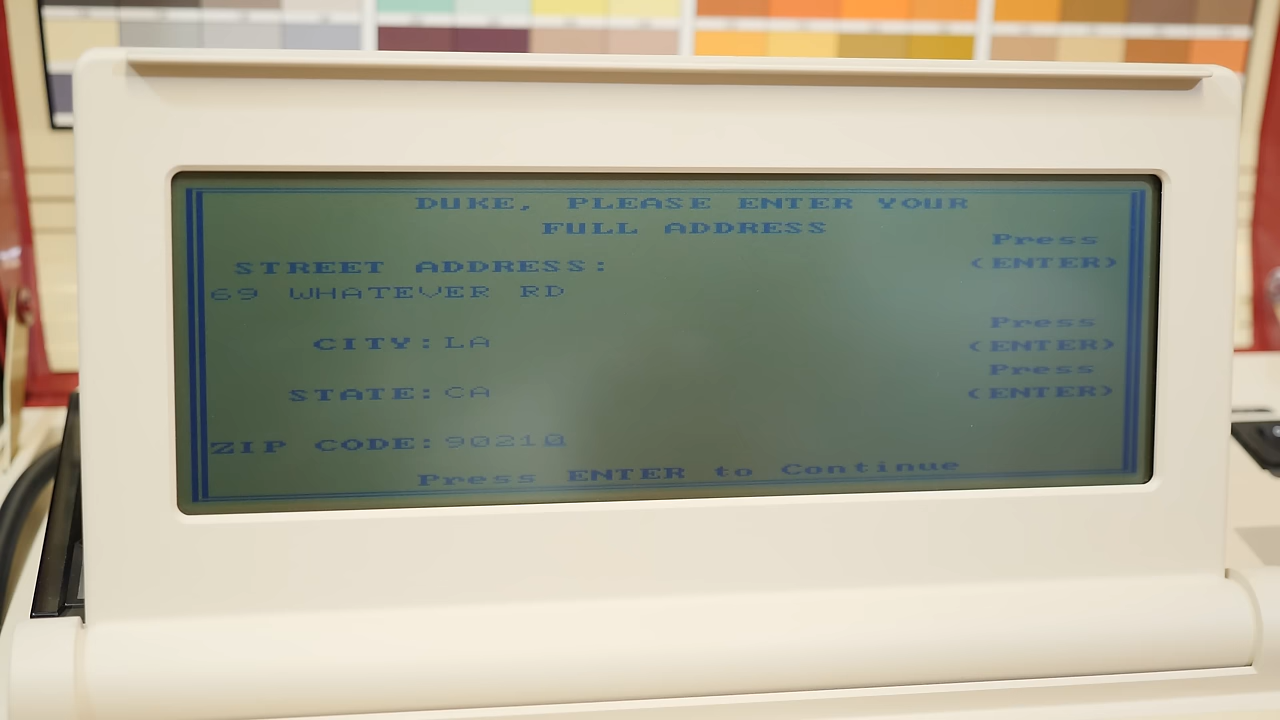 DUKE, PLEASE ENTER YOUR
FULL ADDRESS
Press
STREET ADDRESS:
(ENTER)
69 WHATEVER RD
Press
CITY: LA
(ENTER)
Press
STATE: CA
(ENTER)
ZIP CODE: 90210
Press ENTER to Continue